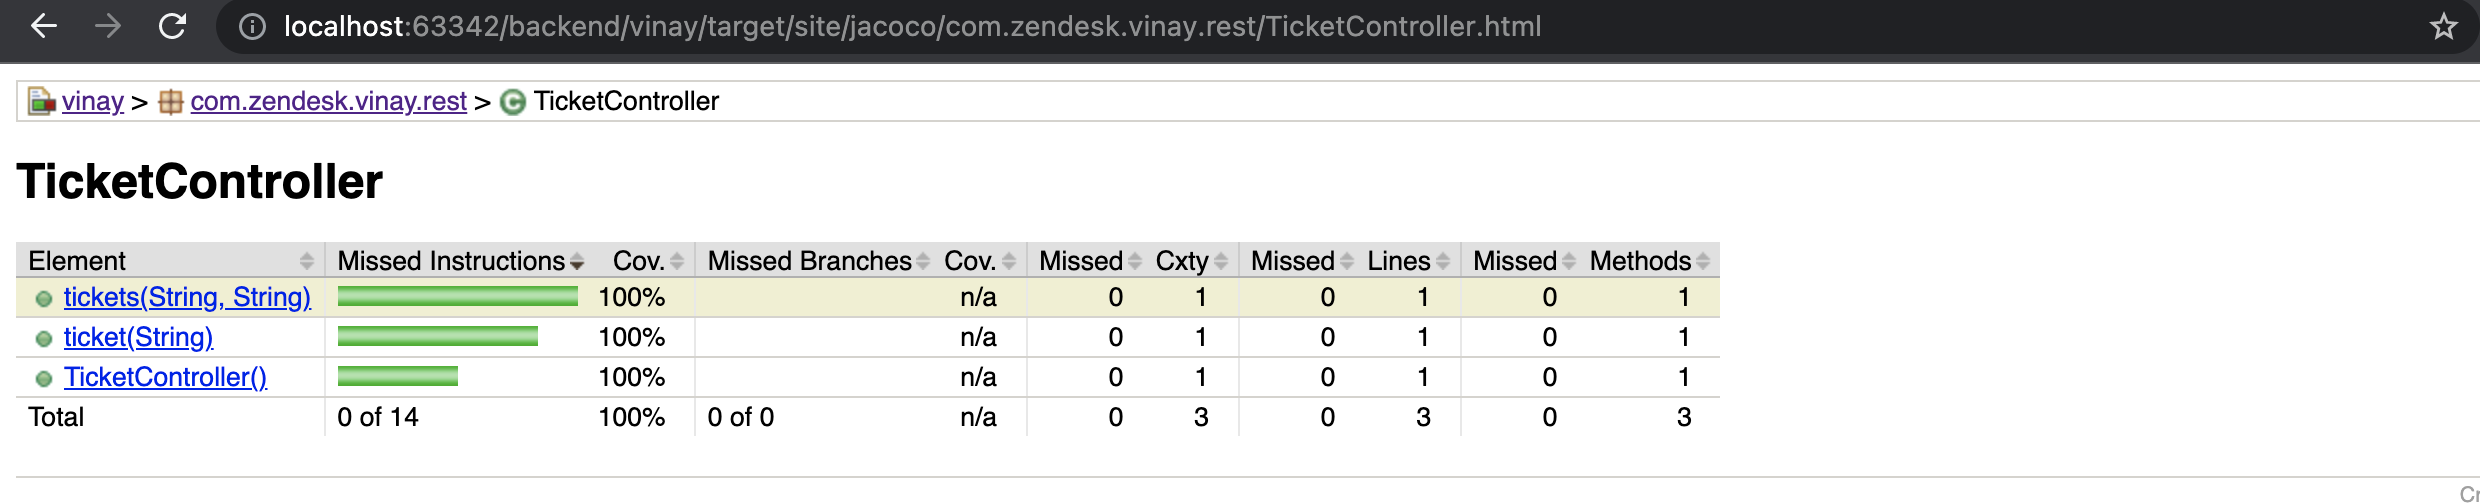 localhost:63342/backend/vinay/target/site/jacoco/com.zendesk.vinay.rest/TicketController.html
vinay > com.zendesk.vinay.rest > TicketController
TicketController
Element Missed Instructions Cov. Missed Branches Cov. Missed Cxty Missed Lines Missed Methods
tickets(String, String) 100% n/a 0 1 0 1 0 1
ticket(String) 100% n/a 0 1 0 1 0 1
TicketController() 100% n/a 0 1 0 1 0 1
Total 0 of 14 100% 0 of 0 n/a 0 3 0 3 0 3